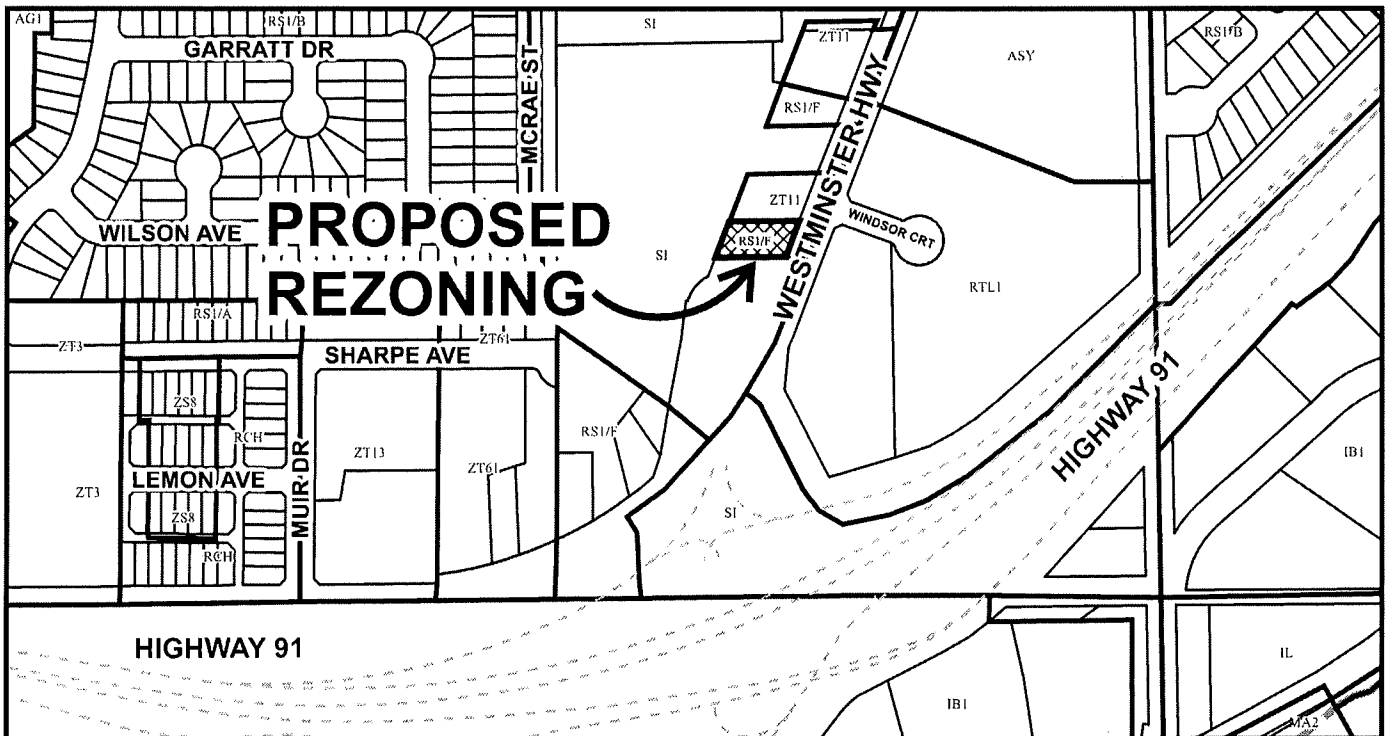 AG1
RS1/B
GARRATT DR
MCRAE ST
SI
ZT11
RS1/F
WESTMINSTER HWY
ASY
RS1/B
WILSON AVE
PROPOSED
REZONING
SI
ZT11
RS1/F
WINDSOR CRT
RTL1
RS1/A
ZT3
SHARPE AVE
ZT61
ZS8
RCH
MUIR DR
ZT13
RS1/F
ZT61
HIGHWAY 91
IB1
ZT3
LEMON AVE
ZS8
RCH
SI
HIGHWAY 91
IB1
IL
MA2